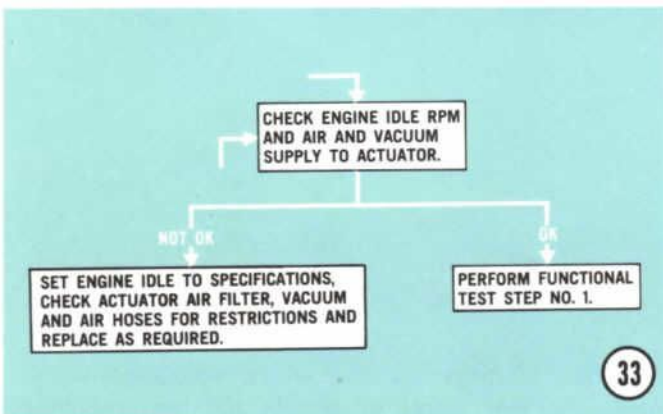 CHECK ENGINE IDLE RPM
AND AIR AND VACUUM
SUPPLY TO ACTUATOR.
NOT OK
OK
SET ENGINE IDLE TO SPECIFICATIONS,
CHECK ACTUATOR AIR FILTER, VACUUM
AND AIR HOSES FOR RESTRICTIONS AND
REPLACE AS REQUIRED.
PERFORM FUNCTIONAL
TEST STEP NO. 1.
33